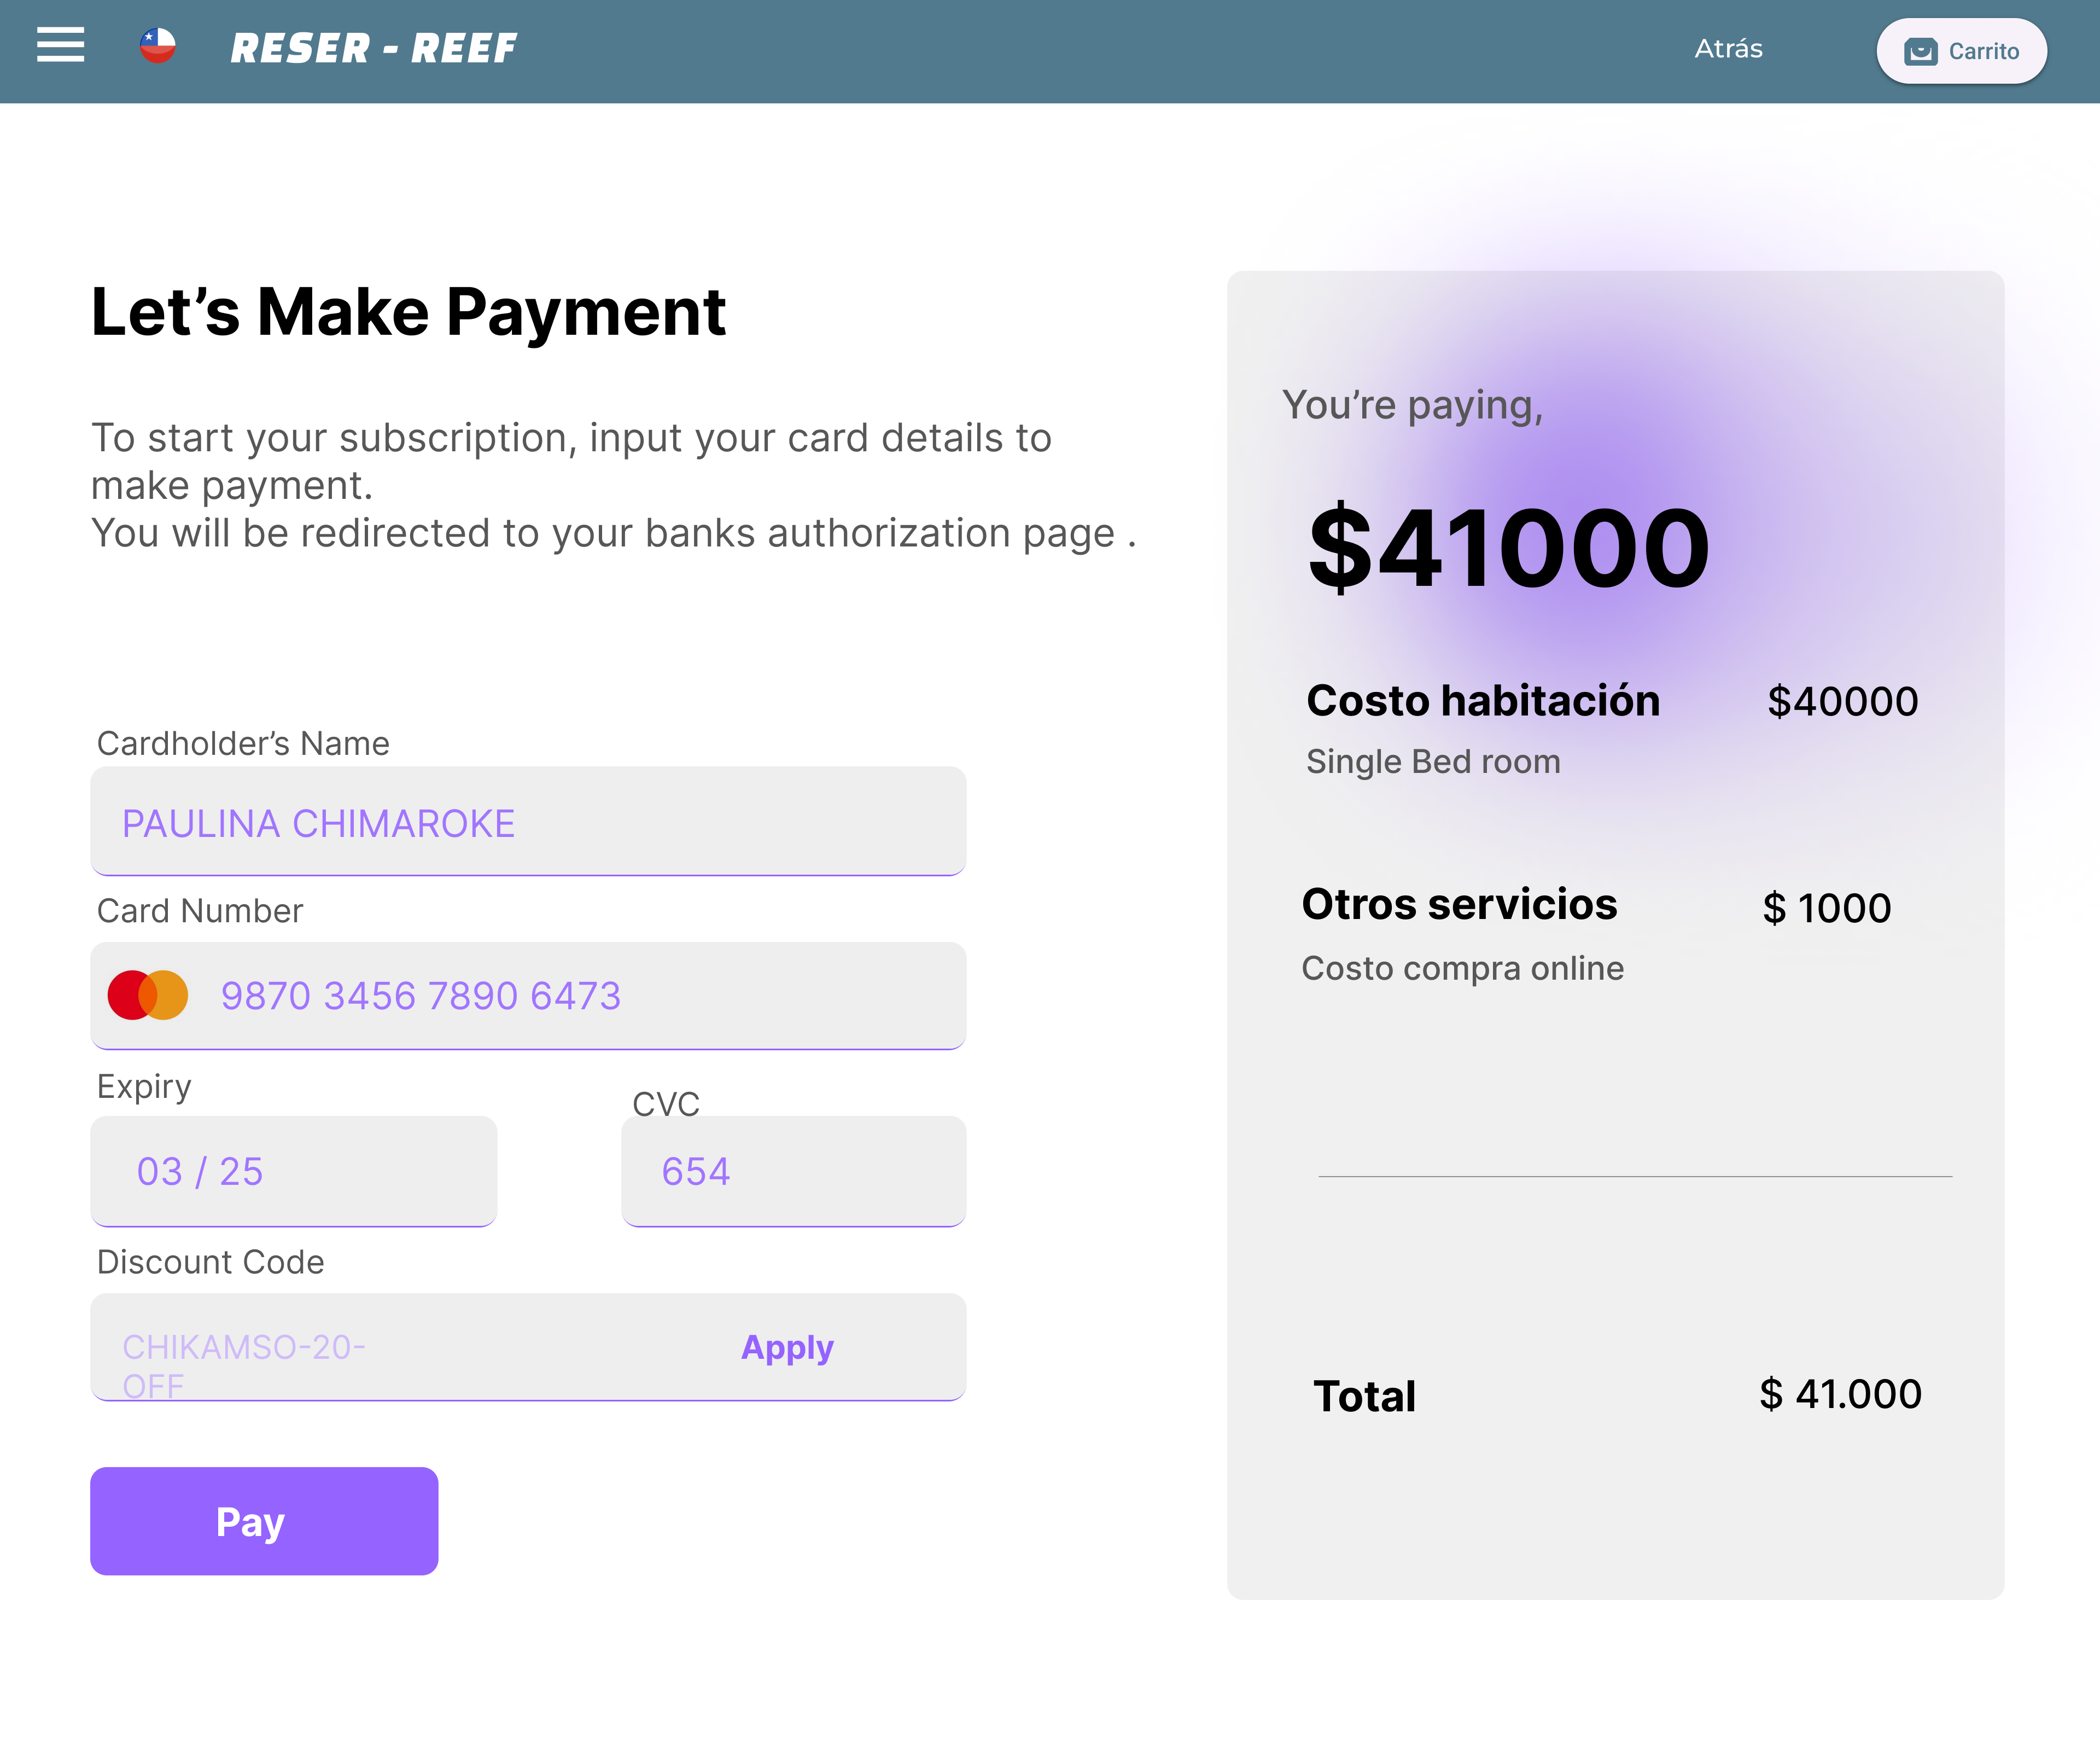 RESER - REEF
Atrás
Carrito
Let’s Make Payment
To start your subscription, input your card details to
make payment.
You will be redirected to your banks authorization page .
Cardholder’s Name
PAULINA CHIMAROKE
Card Number
9870 3456 7890 6473
Expiry
CVC
03 / 25
654
Discount Code
CHIKAMSO-20-
OFF
Apply
Pay
You’re paying,
$41000
Costo habitación
$40000
Single Bed room
Otros servicios
$ 1000
Costo compra online
Total
$ 41.000